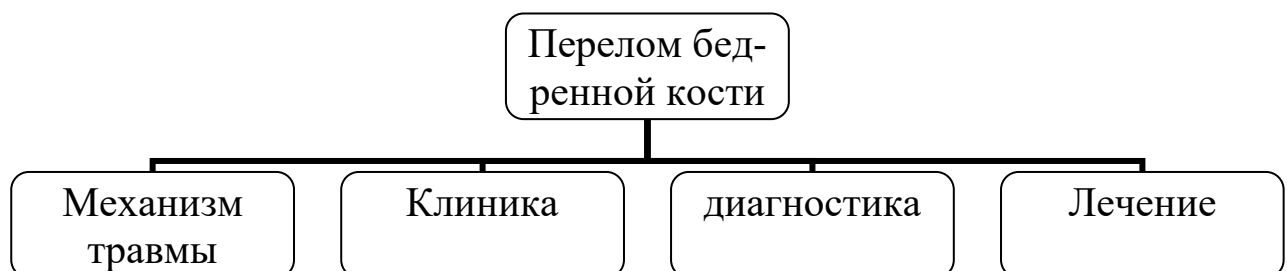 Перелом бед-
ренной кости
Механизм
травмы
Клиника
диагностика
Лечение